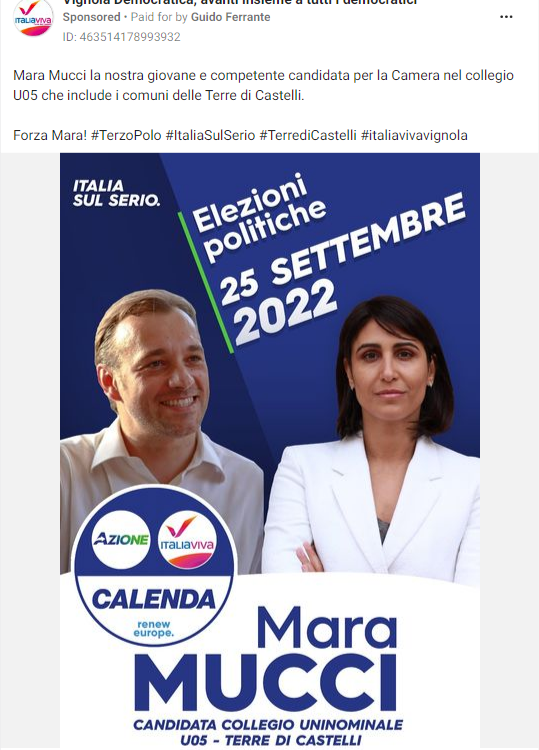 Vignola Democratica, avanti insieme a tutti i democratici
Sponsored • Paid for by Guido Ferrante
ID: 463514178993932
Mara Mucci la nostra giovane e competente candidata per la Camera nel collegio
U05 che include i comuni delle Terre di Castelli.
Forza Mara! #TerzoPolo #ItaliaSulSerio #TerrediCastelli #italiavivavignola
ITALIA
SUL SERIO.
Elezioni
politiche
25 SETTEMBRE
2022
AZIONE
ITALIAVIVA
CALENDA
renew
europe.
Mara
MUCCI
CANDIDATA COLLEGIO UNINOMINALE
U05 - TERRE DI CASTELLI
ITALIAVIVA